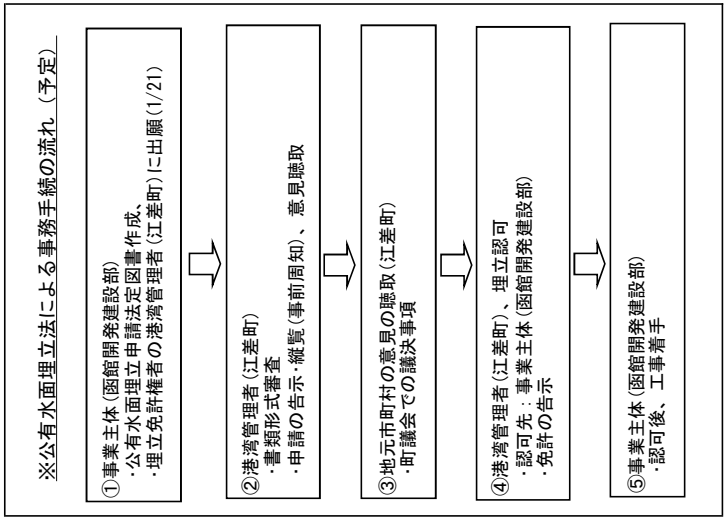 ※公有水面埋立法による事務手続の流れ（予定）
①事業主体(函館開発建設部)
・公有水面埋立申請法定図書作成、
・埋立免許権者の港湾管理者(江差町)に出願(1/21)
②港湾管理者(江差町)
・書類形式審査
・申請の告示・縦覧(事前周知)、意見聴取
③地元市町村の意見の聴取(江差町)
・町議会での議決事項
④港湾管理者(江差町)、埋立認可
・認可先：事業主体(函館開発建設部)
・免許の告示
⑤事業主体(函館開発建設部)
・認可後、工事着手